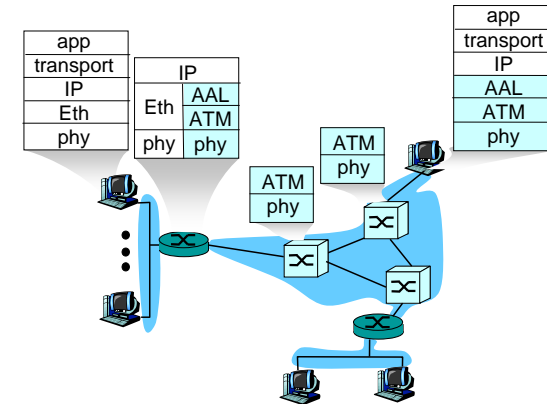 app
transport
IP
Eth
phy
IP
Eth
AAL
ATM
phy
phy
ATM
phy
ATM
phy
app
transport
IP
AAL
ATM
phy